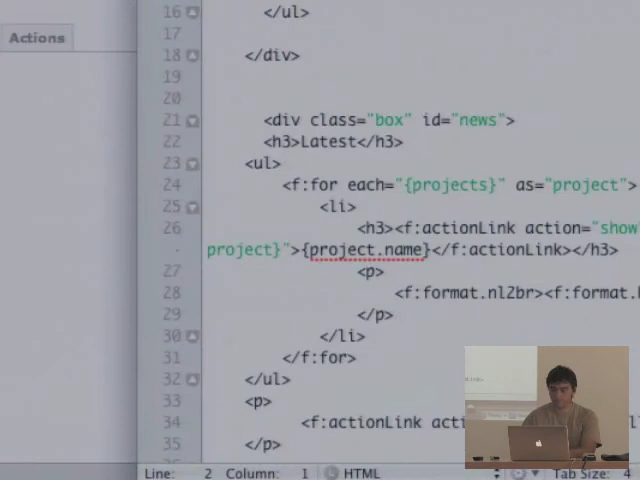 Actions
16 </ul>
17
18 </div>
19
20
21 <div class="box" id="news">
22 <h3>Latest</h3>
23 <ul>
24 <f:for each="{projects}" as="project">
25 <li>
26 <h3><f:actionLink action="show
project}">{project.name}</f:actionLink></h3>
27 <p>
28 <f:format.nl2br><f:format.
29 </p>
30 </li>
31 </f:for>
32 </ul>
33 <p>
34 <f:actionLink acti
35 </p>
Line: 2 Column: 1 HTML Tab Size: 4